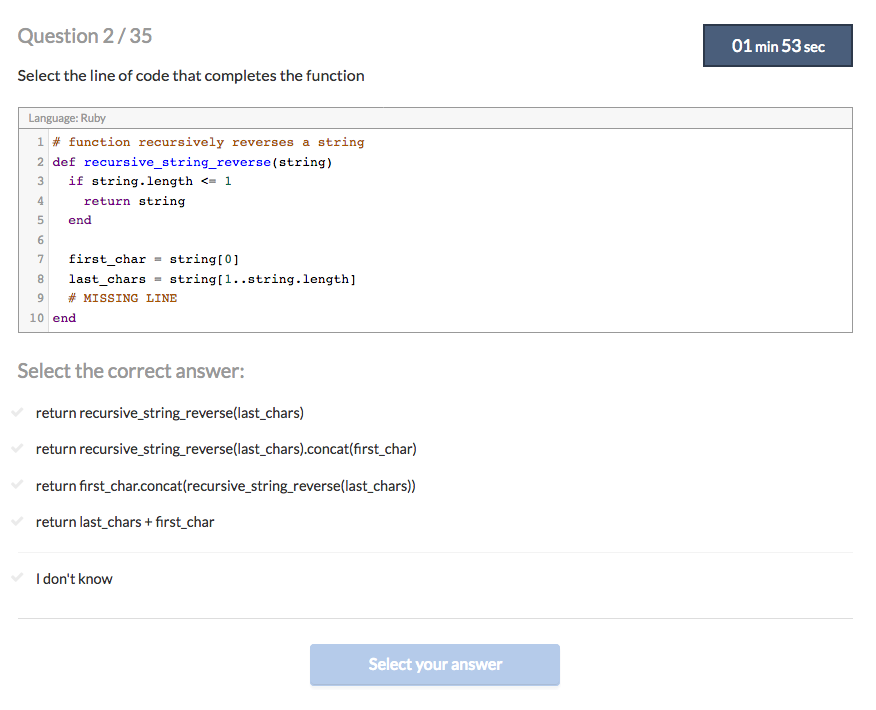 Question 2 / 35
01 min 53 sec
Select the line of code that completes the function
Language: Ruby
1 # function recursively reverses a string
2 def recursive_string_reverse(string)
3   if string.length <= 1
4     return string
5   end
6
7   first_char = string[0]
8   last_chars = string[1..string.length]
9   # MISSING LINE
10 end
Select the correct answer:
return recursive_string_reverse(last_chars)
return recursive_string_reverse(last_chars).concat(first_char)
return first_char.concat(recursive_string_reverse(last_chars))
return last_chars + first_char
I don't know
Select your answer